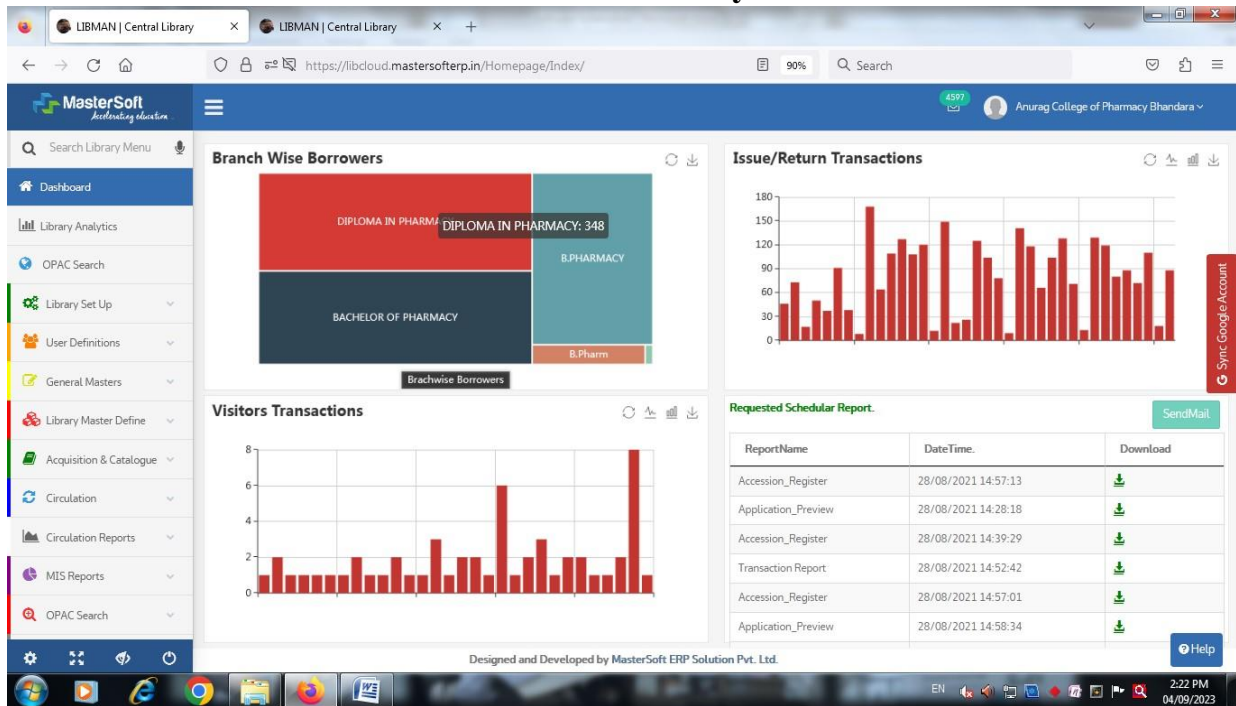 LIBMAN | Central Library
LIBMAN | Central Library
https://libcloud.mastersofterp.in/Homepage/Index/
90%
Search
MasterSoft
Accelerating education
4597
Anurag College of Pharmacy Bhandara
Search Library Menu
Dashboard
Library Analytics
OPAC Search
Library Set Up
User Definitions
General Masters
Library Master Define
Acquisition & Catalogue
Circulation
Circulation Reports
MIS Reports
OPAC Search
Branch Wise Borrowers
DIPLOMA IN PHARMA
DIPLOMA IN PHARMACY: 348
B.PHARMACY
BACHELOR OF PHARMACY
B.Pharm
Brachwise Borrowers
Issue/Return Transactions
180
150
120
90
60
30
0
Sync Google Account
Visitors Transactions
8
6
4
2
0
Requested Schedular Report.
SendMail
ReportName DateTime. Download
Accession_Register 28/08/2021 14:57:13
Application_Preview 28/08/2021 14:28:18
Accession_Register 28/08/2021 14:39:29
Transaction Report 28/08/2021 14:52:42
Accession_Register 28/08/2021 14:57:01
Application_Preview 28/08/2021 14:58:34
Help
Designed and Developed by MasterSoft ERP Solution Pvt. Ltd.
EN
2:22 PM
04/09/2023